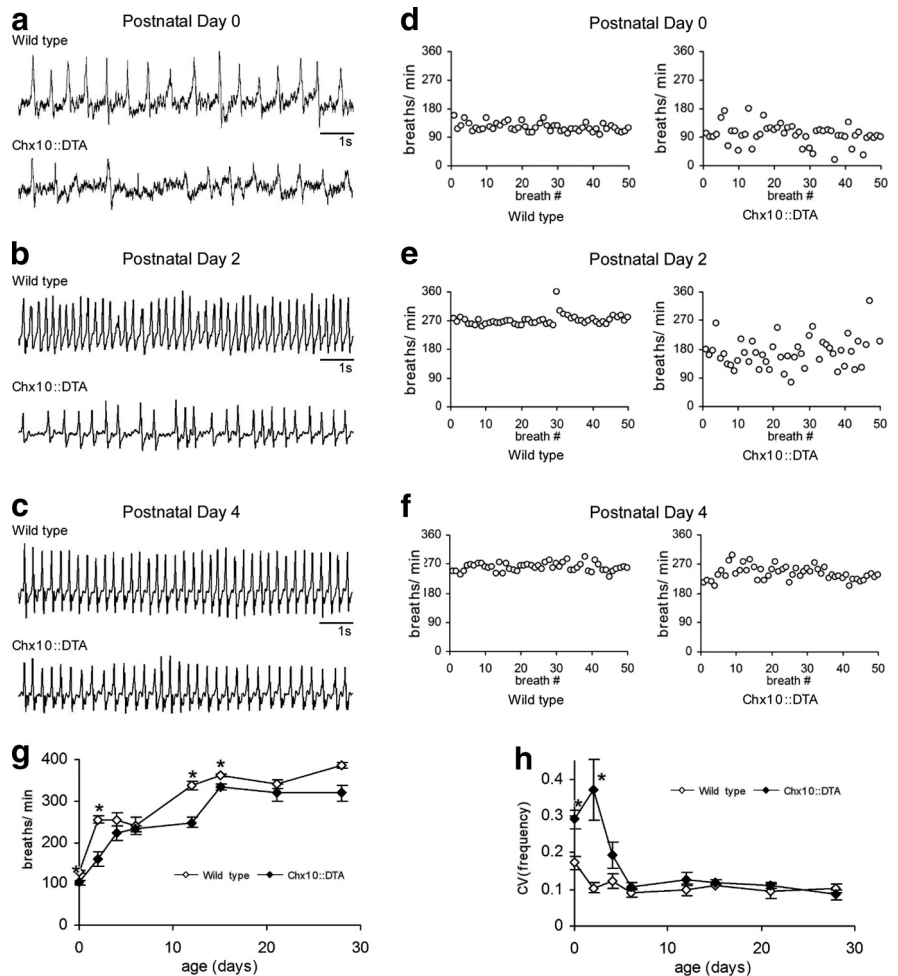 a
Postnatal Day 0
Wild type
1s
Chx10::DTA
b
Postnatal Day 2
Wild type
1s
Chx10::DTA
c
Postnatal Day 4
Wild type
1s
Chx10::DTA
d
Postnatal Day 0
breaths/ min
360
270
180
90
0
0 10 20 30 40 50
breath #
Wild type
breaths/ min
360
270
180
90
0
0 10 20 30 40 50
breath #
Chx10::DTA
e
Postnatal Day 2
breaths/ min
360
270
180
90
0
0 10 20 30 40 50
breath #
Wild type
breaths/ min
360
270
180
90
0
0 10 20 30 40 50
breath #
Chx10::DTA
f
Postnatal Day 4
breaths/ min
360
270
180
90
0
0 10 20 30 40 50
breath #
Wild type
breaths/ min
360
270
180
90
0
0 10 20 30 40 50
breath #
Chx10::DTA
g
breaths/ min
400
300
200
100
0
* * * *
Wild type Chx10::DTA
0 10 20 30
age (days)
h
CV(frequency)
0.4
0.3
0.2
0.1
0
* *
Wild type Chx10::DTA
0 10 20 30
age (days)